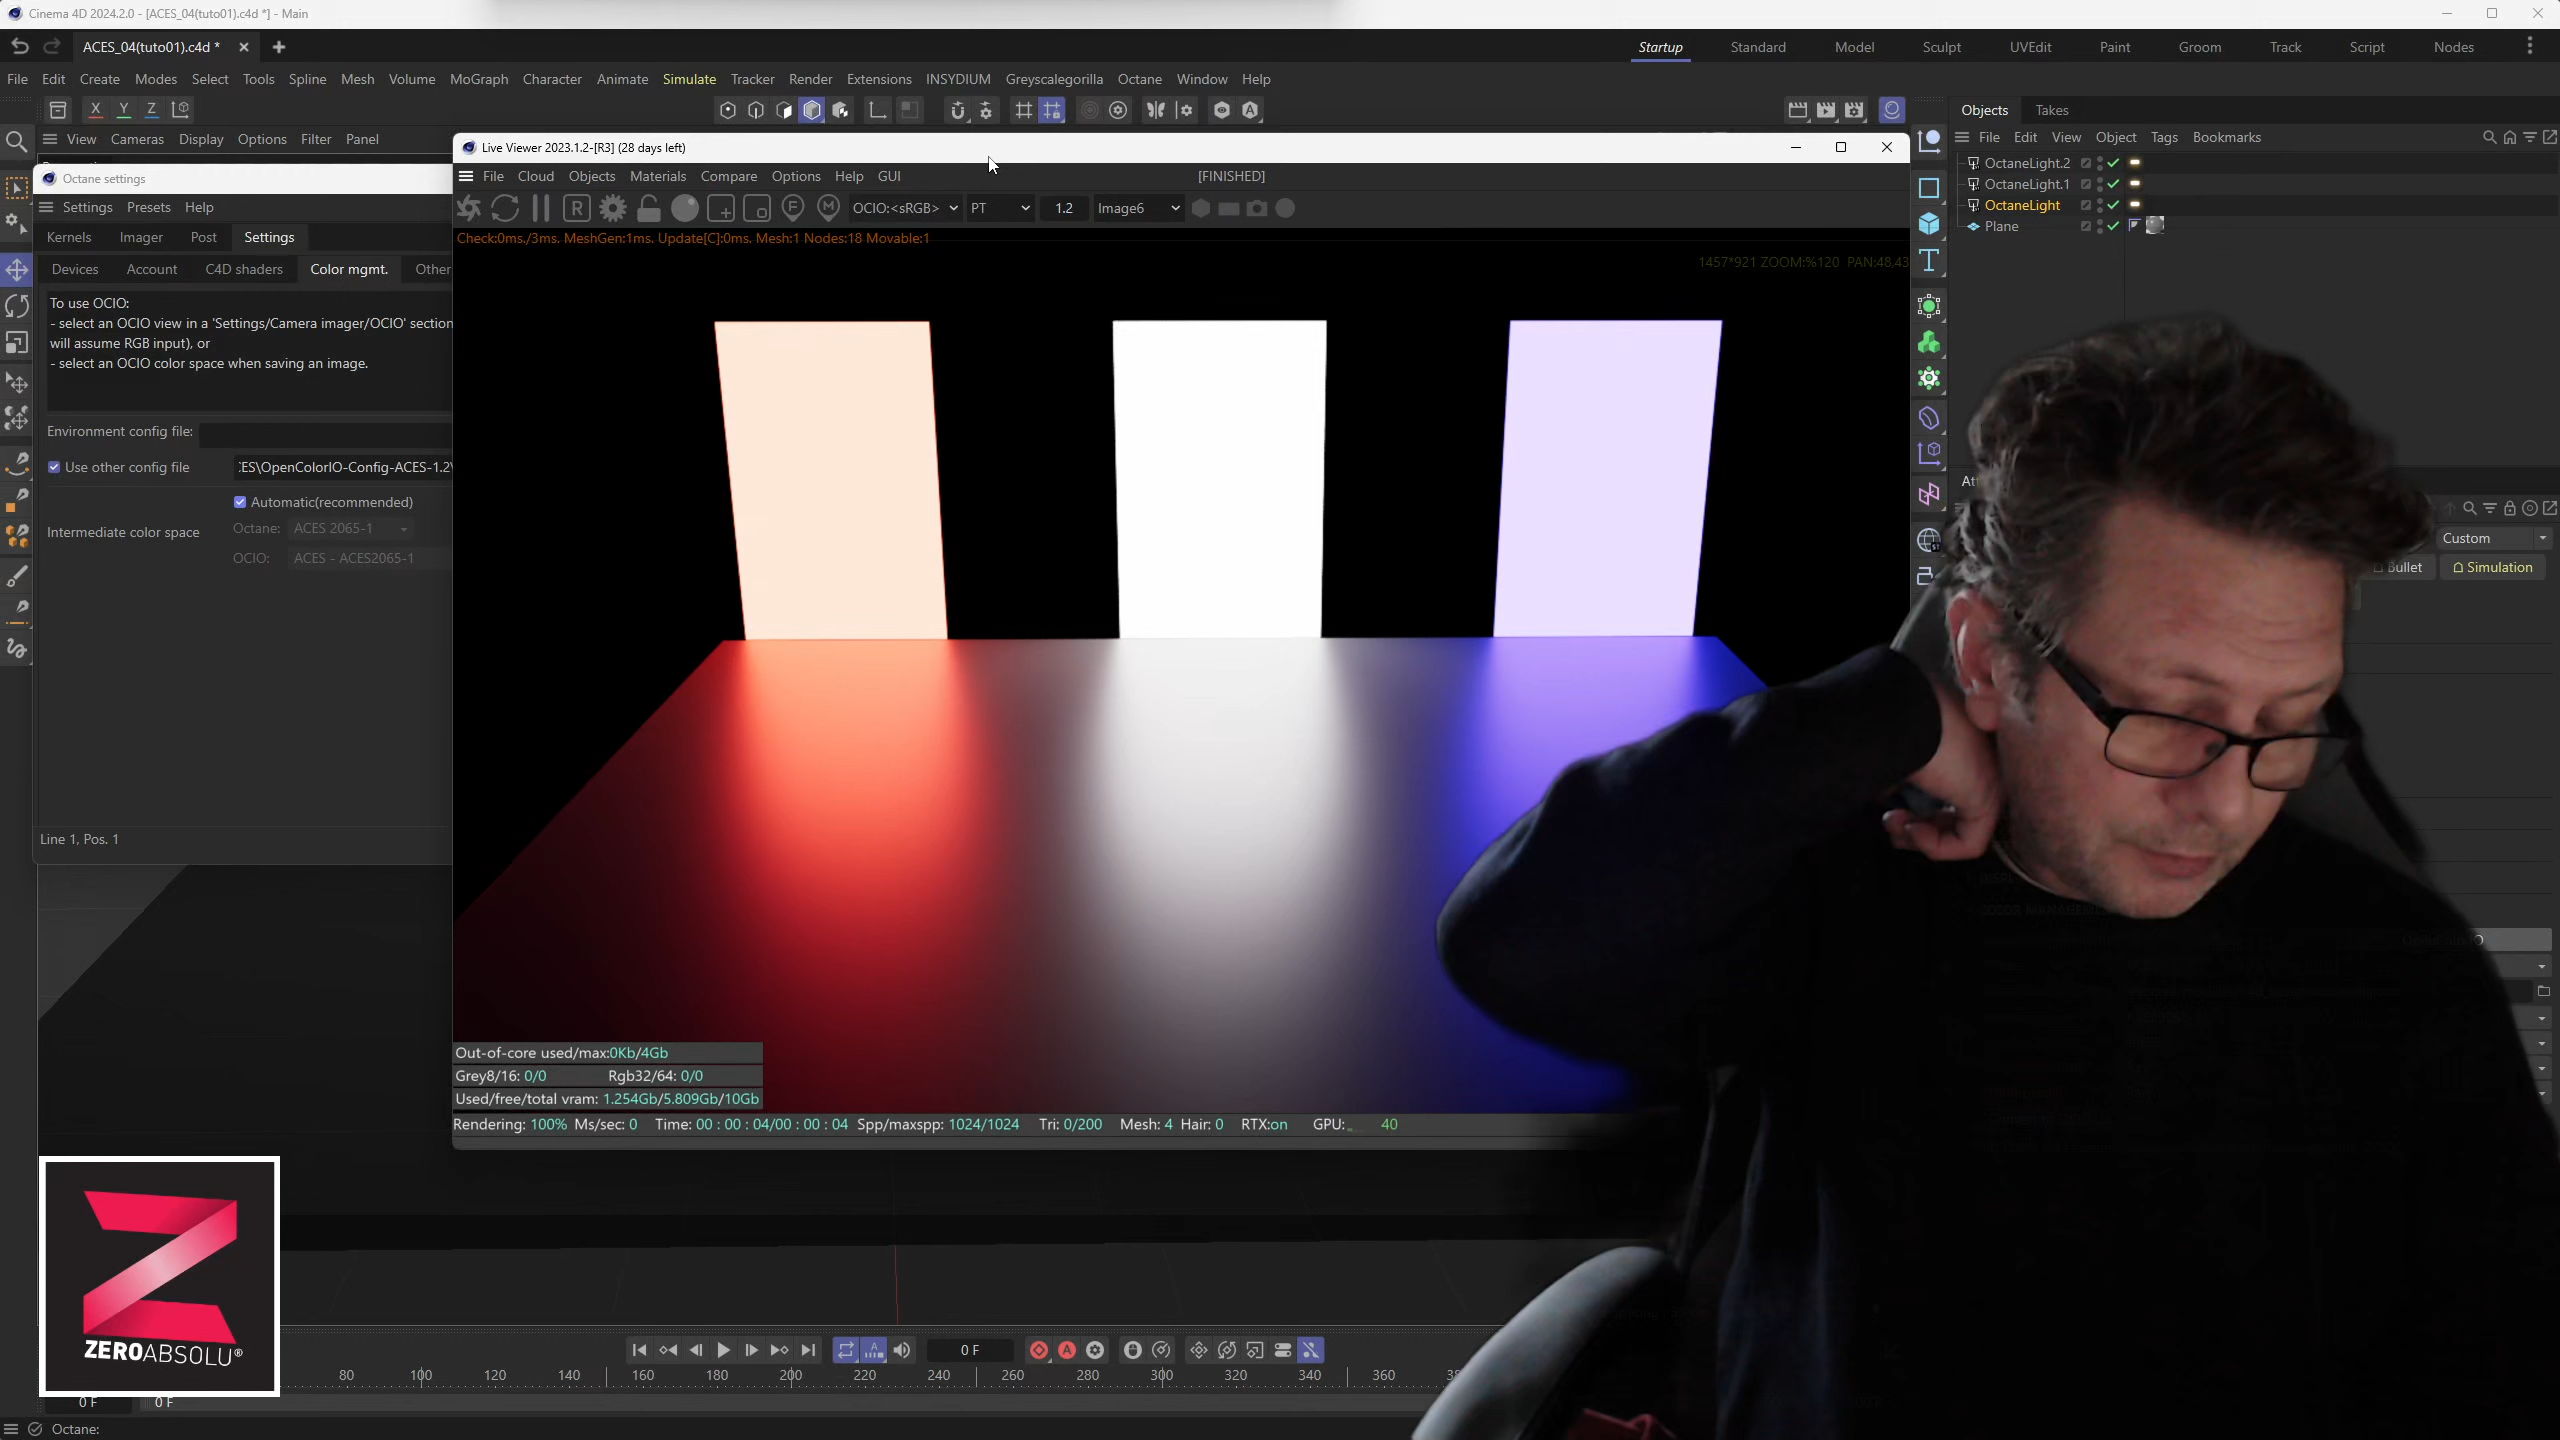 Cinema 4D 2024.2.0 - [ACES_04(tuto01).c4d *] - Main
ACES_04(tuto01).c4d *
Startup Standard Model Sculpt UVEdit Paint Groom Track Script Nodes
File Edit Create Modes Select Tools Spline Mesh Volume MoGraph Character Animate Simulate Tracker Render Extensions INSYDIUM Greyscalegorilla Octane Window Help
X Y Z
Objects Takes
View Cameras Display Options Filter Panel
File Edit View Object Tags Bookmarks
OctaneLight.2
OctaneLight.1
OctaneLight
Plane
Live Viewer 2023.1.2-[R3] (28 days left)
File Cloud Objects Materials Compare Options Help GUI [FINISHED]
OCIO:<sRGB> PT 1.2 Image6
Check:0ms./3ms. MeshGen:1ms. Update[C]:0ms. Mesh:1 Nodes:18 Movable:1
1457*921 ZOOM:%120 PAN:48,43
Octane settings
Settings Presets Help
Kernels Imager Post Settings
Devices Account C4D shaders Color mgmt. Other
To use OCIO:
- select an OCIO view in a 'Settings/Camera imager/OCIO' section
will assume RGB input), or
- select an OCIO color space when saving an image.
Environment config file:
Use other config file :ES\OpenColorIO-Config-ACES-1.2\
Automatic(recommended)
Intermediate color space
Octane: ACES 2065-1
OCIO: ACES - ACES2065-1
Line 1, Pos. 1
Custom
Bullet Simulation
Out-of-core used/max:0Kb/4Gb
Grey8/16: 0/0 Rgb32/64: 0/0
Used/free/total vram: 1.254Gb/5.809Gb/10Gb
Rendering: 100% Ms/sec: 0 Time: 00 : 00 : 04/00 : 00 : 04 Spp/maxspp: 1024/1024 Tri: 0/200 Mesh: 4 Hair: 0 RTX:on GPU: 40
ZEROABSOLU®
0 F
80 100 120 140 160 180 200 220 240 260 280 300 320 340 360
0 F 0 F
Octane: